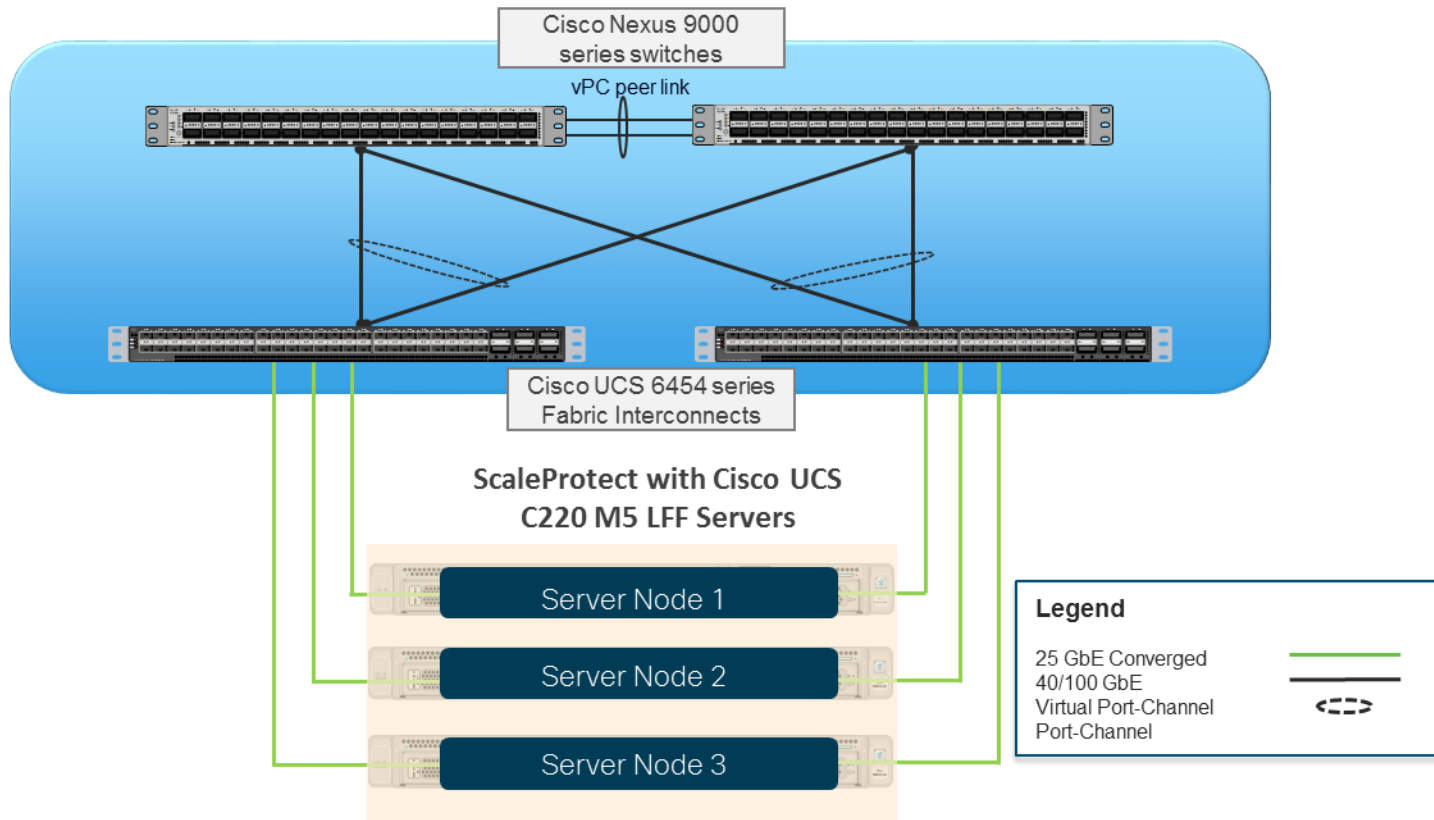 Cisco Nexus 9000
series switches
vPC peer link
Cisco UCS 6454 series
Fabric Interconnects
ScaleProtect with Cisco UCS
C220 M5 LFF Servers
Server Node 1
Server Node 2
Server Node 3
Legend
25 GbE Converged
40/100 GbE
Virtual Port-Channel
Port-Channel